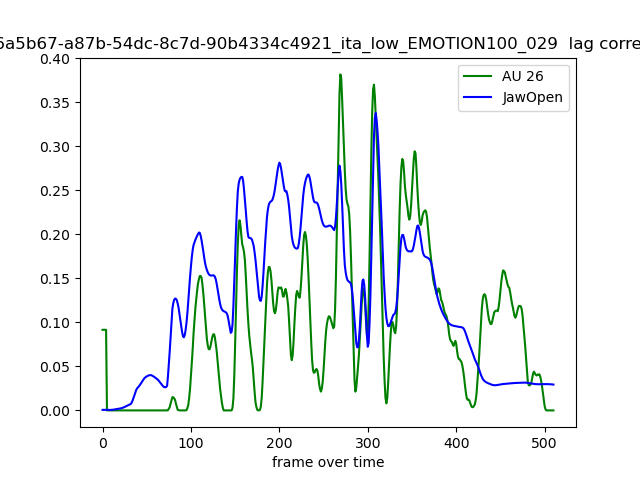 6a5b67-a87b-54dc-8c7d-90b4334c4921_ita_low_EMOTION100_029 lag corre
AU 26
JawOpen
0.40
0.35
0.30
0.25
0.20
0.15
0.10
0.05
0.00
0 100 200 300 400 500
frame over time